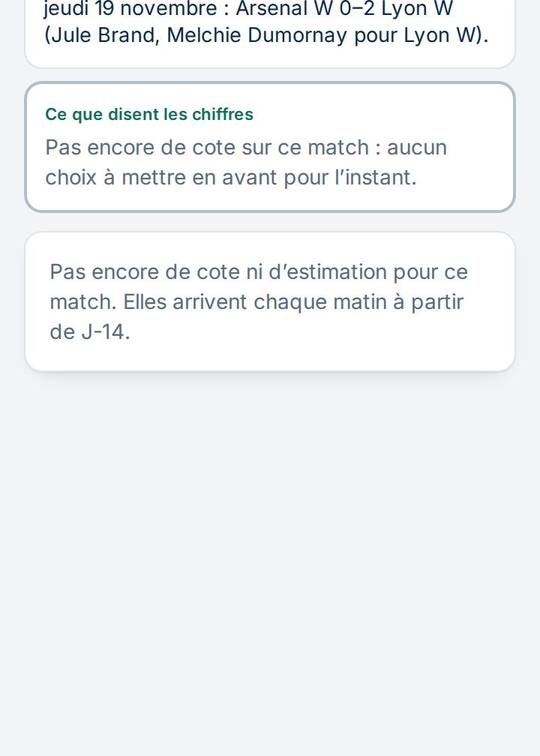 jeudi 19 novembre : Arsenal W 0–2 Lyon W
(Jule Brand, Melchie Dumornay pour Lyon W).
Ce que disent les chiffres
Pas encore de cote sur ce match : aucun
choix à mettre en avant pour l’instant.
Pas encore de cote ni d’estimation pour ce
match. Elles arrivent chaque matin à partir
de J-14.